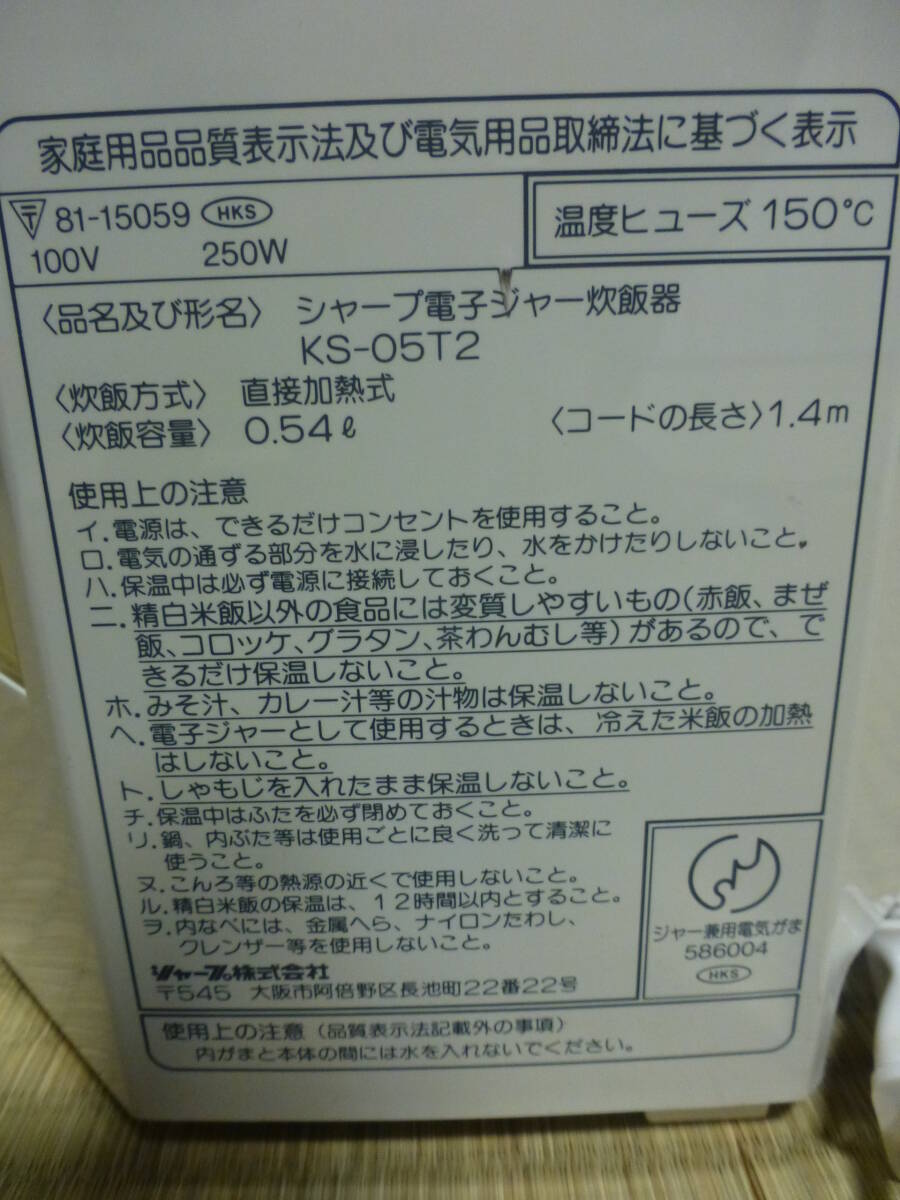 家庭用品品質表示法及び電気用品取締法に基づく表示
〒 81-15059 HKS
100V 250W
温度ヒューズ 150℃
〈品名及び形名〉 シャープ電子ジャー炊飯器
KS-05T2
〈炊飯方式〉 直接加熱式
〈炊飯容量〉 0.54ℓ 〈コードの長さ〉1.4m
使用上の注意
イ.電源は、できるだけコンセントを使用すること。
ロ.電気の通ずる部分を水に浸したり、水をかけたりしないこと。
ハ.保温中は必ず電源に接続しておくこと。
ニ.精白米飯以外の食品には変質しやすいもの(赤飯、まぜ
飯、コロッケ、グラタン、茶わんむし等)があるので、で
きるだけ保温しないこと。
ホ.みそ汁、カレー汁等の汁物は保温しないこと。
ヘ.電子ジャーとして使用するときは、冷えた米飯の加熱
はしないこと。
ト.しゃもじを入れたまま保温しないこと。
チ.保温中はふたを必ず閉めておくこと。
リ.鍋、内ぶた等は使用ごとに良く洗って清潔に
使うこと。
ヌ.こんろ等の熱源の近くで使用しないこと。
ル.精白米飯の保温は、12時間以内とすること。
ヲ.内なべには、金属へら、ナイロンたわし、
クレンザー等を使用しないこと。
シャープ株式会社
〒545 大阪市阿倍野区長池町22番22号
ジャー兼用電気がま
586004
HKS
使用上の注意(品質表示法記載外の事項)
内がまと本体の間には水を入れないでください。